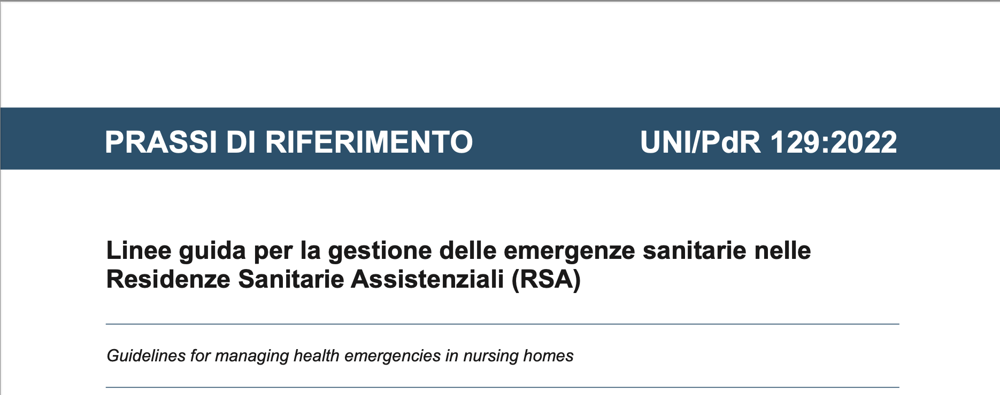 PRASSI DI RIFERIMENTO UNI/PdR 129:2022
Linee guida per la gestione delle emergenze sanitarie nelle
Residenze Sanitarie Assistenziali (RSA)
Guidelines for managing health emergencies in nursing homes